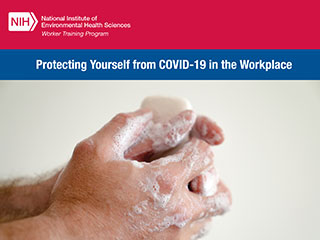 NIH
National Institute of
Environmental Health Sciences
Worker Training Program
Protecting Yourself from COVID-19 in the Workplace